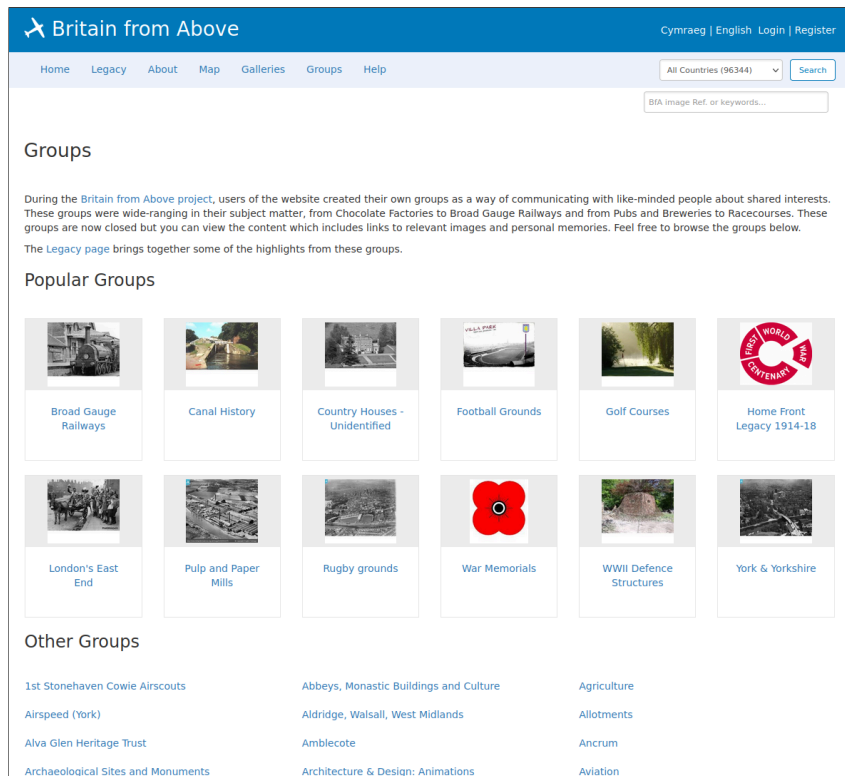 Britain from Above
Cymraeg | English Login | Register
Home Legacy About Map Galleries Groups Help
All Countries (96344)
Search
BfA image Ref. or keywords...
Groups
During the Britain from Above project, users of the website created their own groups as a way of communicating with like-minded people about shared interests.
These groups were wide-ranging in their subject matter, from Chocolate Factories to Broad Gauge Railways and from Pubs and Breweries to Racecourses. These
groups are now closed but you can view the content which includes links to relevant images and personal memories. Feel free to browse the groups below.
The Legacy page brings together some of the highlights from these groups.
Popular Groups
VILLA PARK
FIRST WORLD WAR CENTENARY
Broad Gauge
Railways
Canal History
Country Houses -
Unidentified
Football Grounds
Golf Courses
Home Front
Legacy 1914-18
London's East
End
Pulp and Paper
Mills
Rugby grounds
War Memorials
WWII Defence
Structures
York & Yorkshire
Other Groups
1st Stonehaven Cowie Airscouts
Abbeys, Monastic Buildings and Culture
Agriculture
Airspeed (York)
Aldridge, Walsall, West Midlands
Allotments
Alva Glen Heritage Trust
Amblecote
Ancrum
Archaeological Sites and Monuments
Architecture & Design: Animations
Aviation